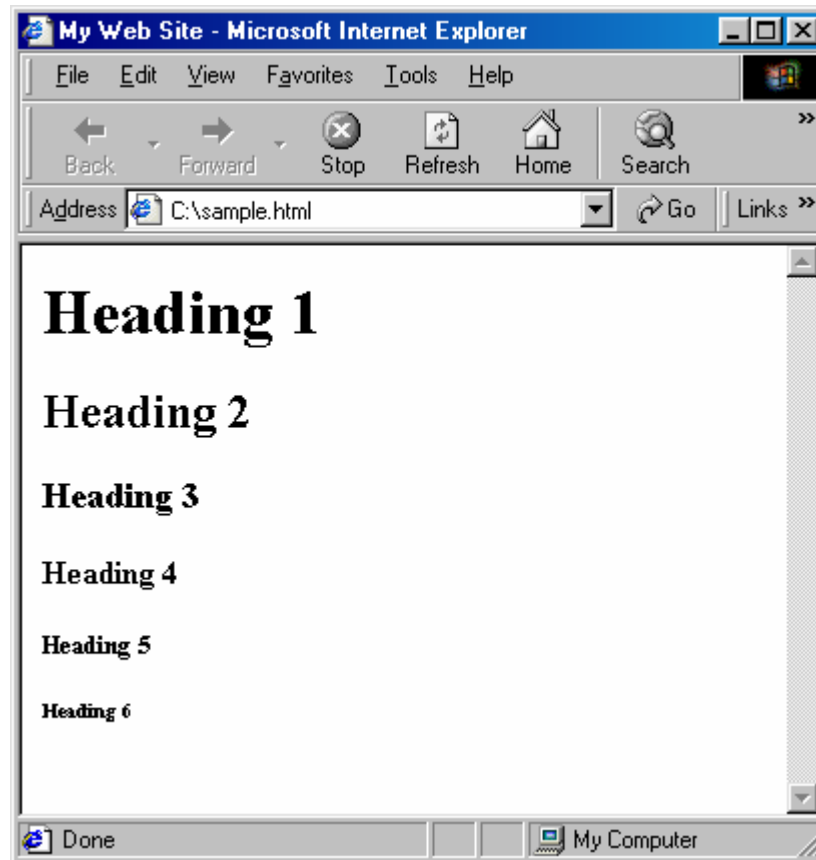 My Web Site - Microsoft Internet Explorer
File Edit View Favorites Tools Help
Back Forward Stop Refresh Home Search »
Address C:\sample.html Go Links »
Heading 1
Heading 2
Heading 3
Heading 4
Heading 5
Heading 6
Done My Computer